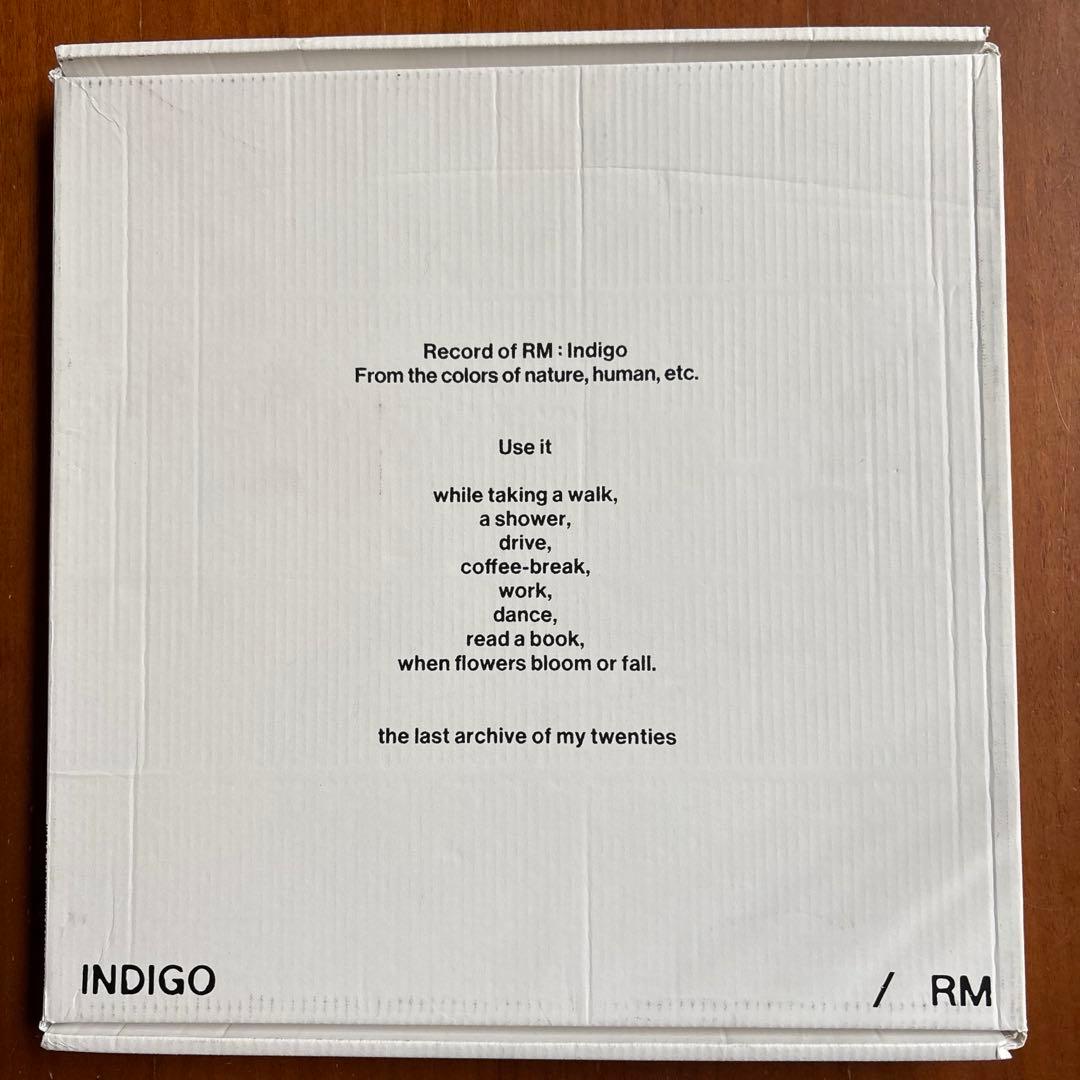 Record of RM : Indigo
From the colors of nature, human, etc.
Use it
while taking a walk,
a shower,
drive,
coffee-break,
work,
dance,
read a book,
when flowers bloom or fall.
the last archive of my twenties
INDIGO / RM